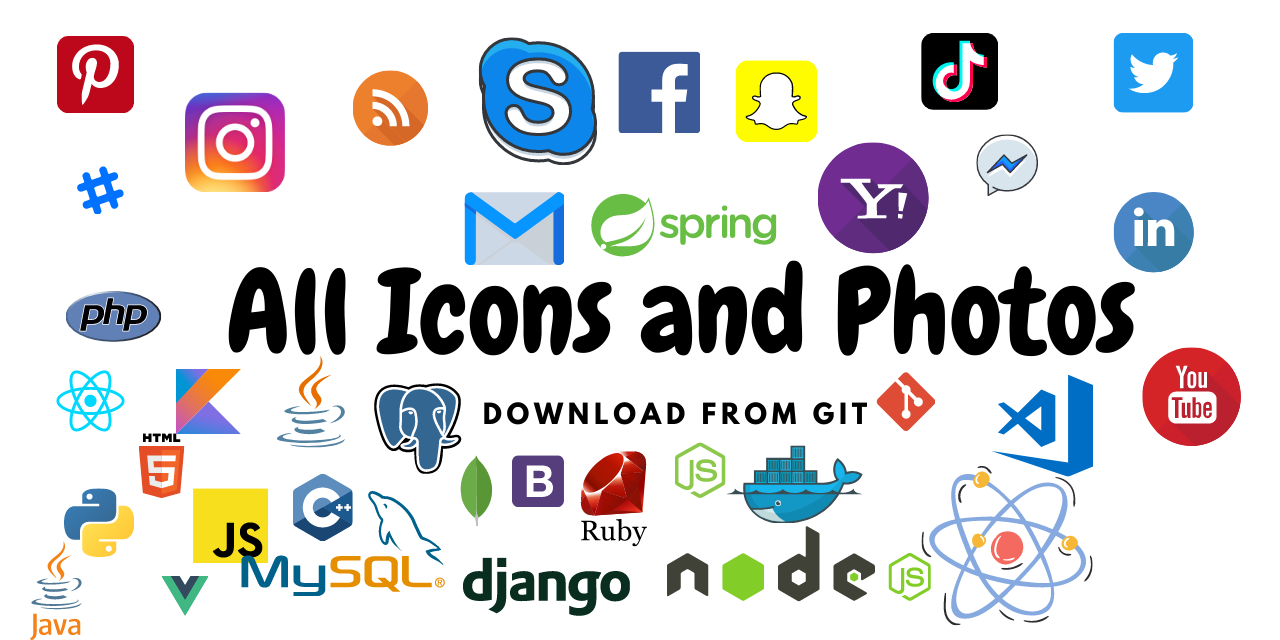 S
Y!
spring
in
All Icons and Photos
php
You
Tube
DOWNLOAD FROM GIT
HTML
5
JS
B
C++
Ruby
JS
MySQL®
django
node
JS
Java